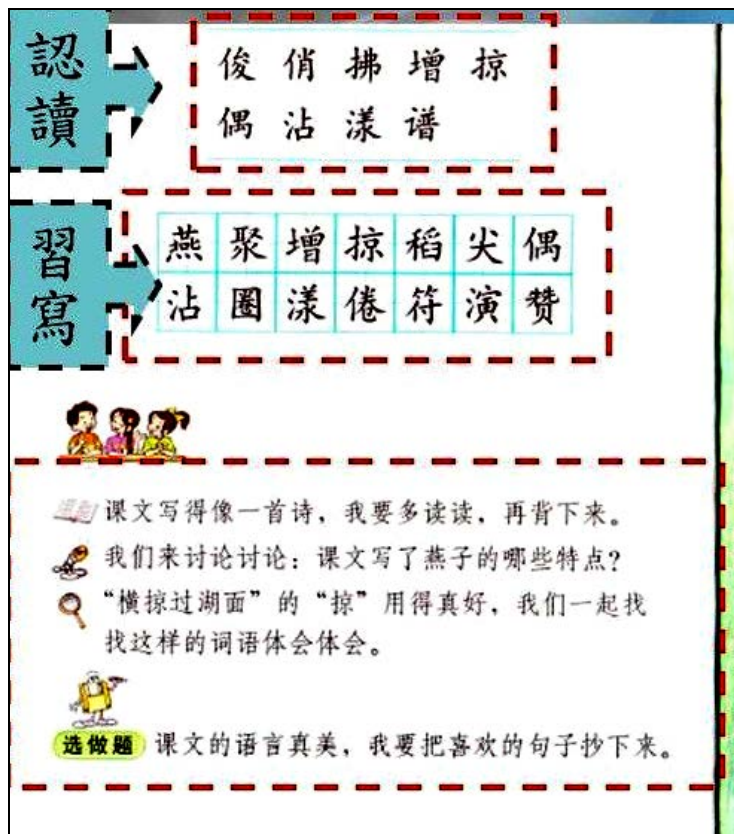 認讀
俊 俏 拂 增 掠
偶 沾 漾 谱
習寫
燕 聚 增 掠 稻 尖 偶
沾 圈 漾 倦 符 演 赞
课文写得像一首诗，我要多读读，再背下来。
我们来讨论讨论：课文写了燕子的哪些特点？
“横掠过湖面”的“掠”用得真好，我们一起找
找这样的词语体会体会。
选做题 课文的语言真美，我要把喜欢的句子抄下来。